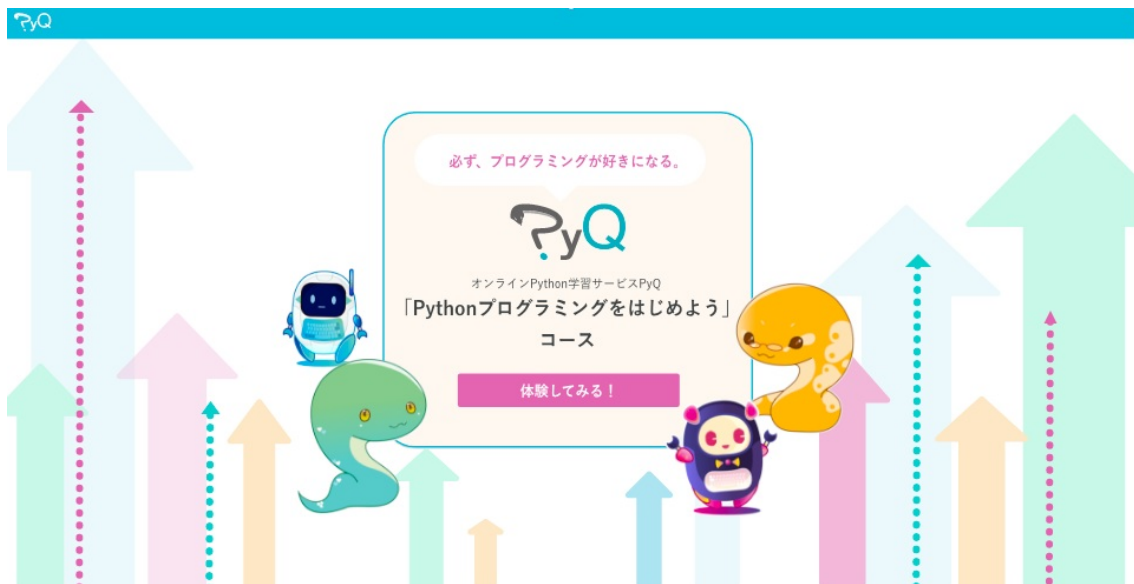 PyQ
必ず、プログラミングが好きになる。
PyQ
オンラインPython学習サービスPyQ
「Pythonプログラミングをはじめよう」
コース
体験してみる！